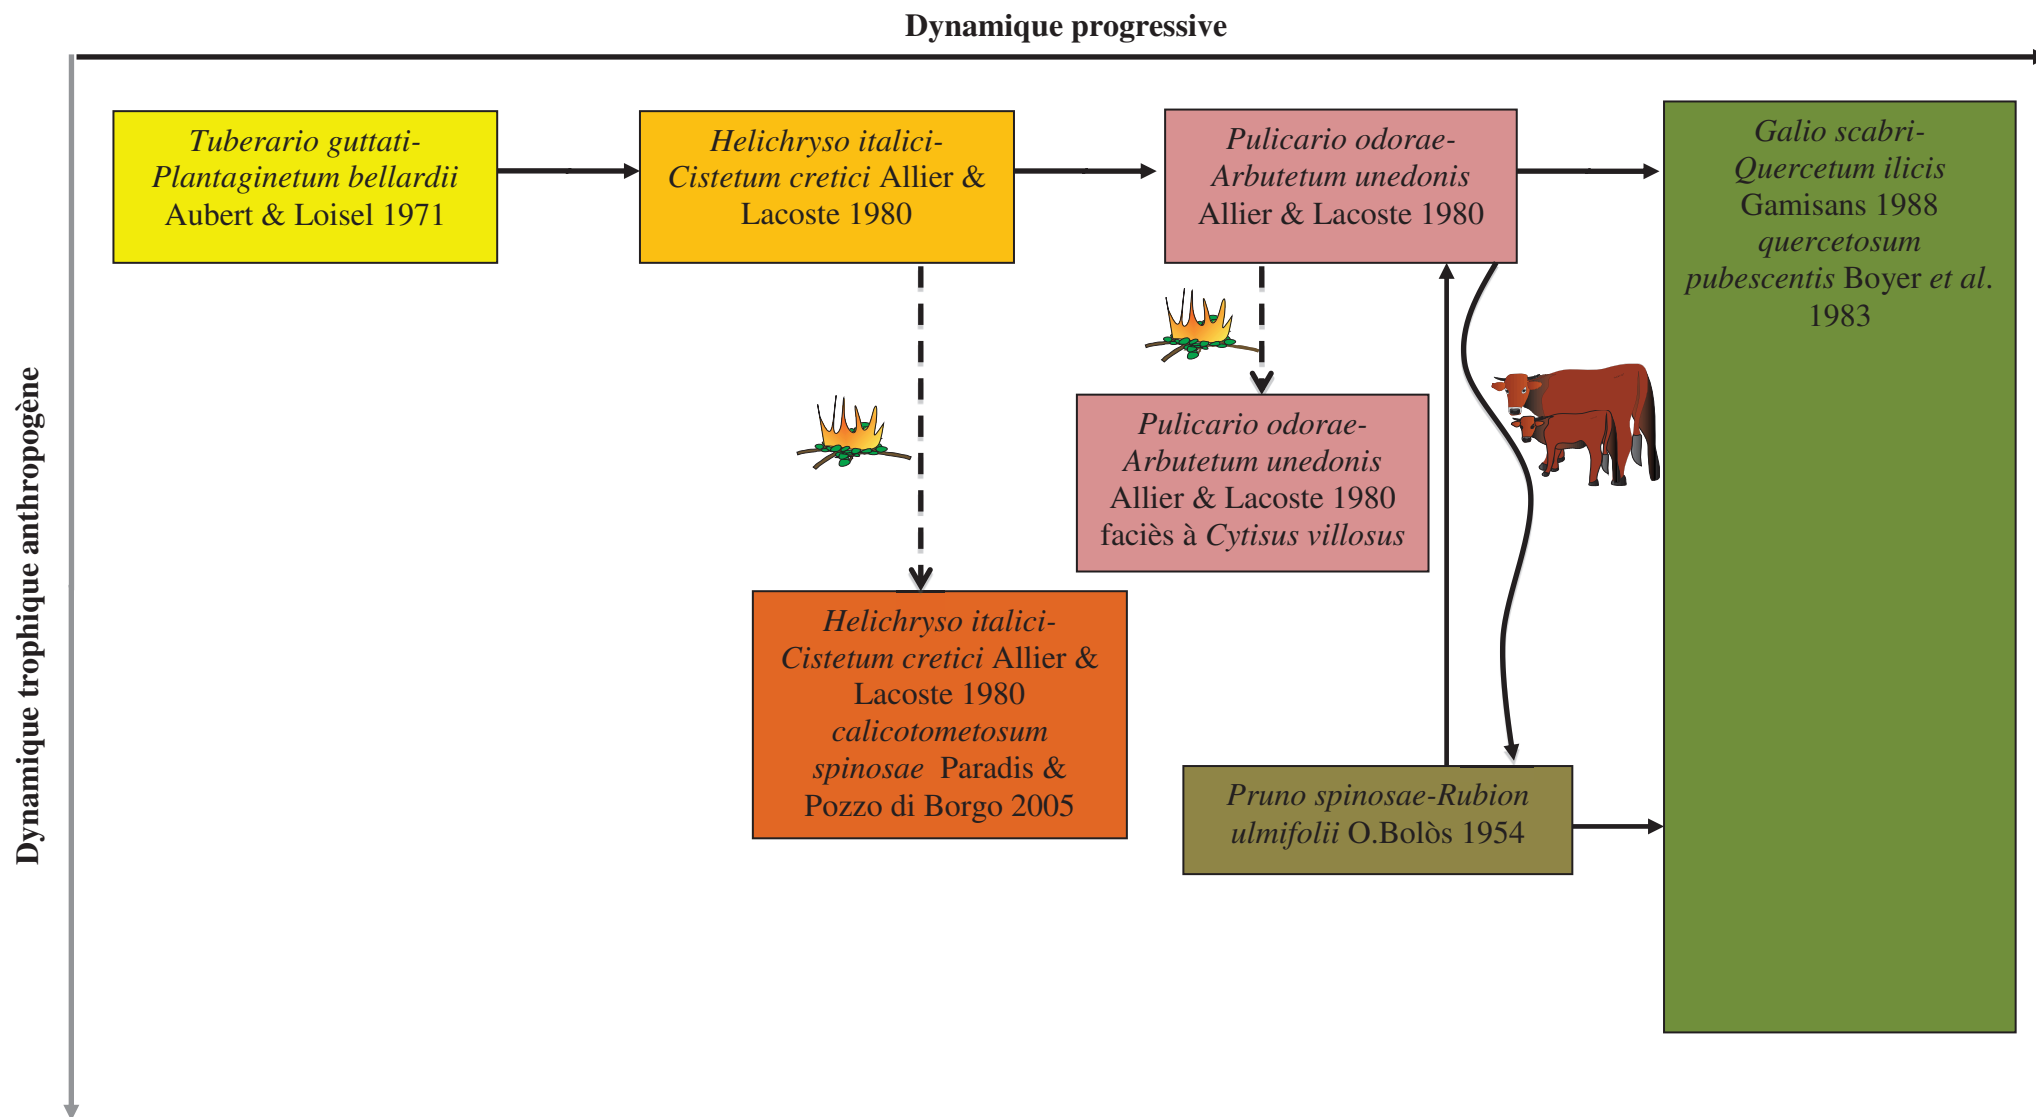 Dynamique progressive
Tuberario guttati-
Plantaginetum bellardii
Aubert & Loisel 1971
Helichryso italici-
Cistetum cretici Allier &
Lacoste 1980
Pulicario odorae-
Arbutetum unedonis
Allier & Lacoste 1980
Galio scabri-
Quercetum ilicis
Gamisans 1988
quercetosum
pubescentis Boyer et al.
1983
Dynamique trophique anthropogène
Pulicario odorae-
Arbutetum unedonis
Allier & Lacoste 1980
faciès à Cytisus villosus
Helichryso italici-
Cistetum cretici Allier &
Lacoste 1980
calicotometosum
spinosae Paradis &
Pozzo di Borgo 2005
Pruno spinosae-Rubion
ulmifolii O.Bolòs 1954